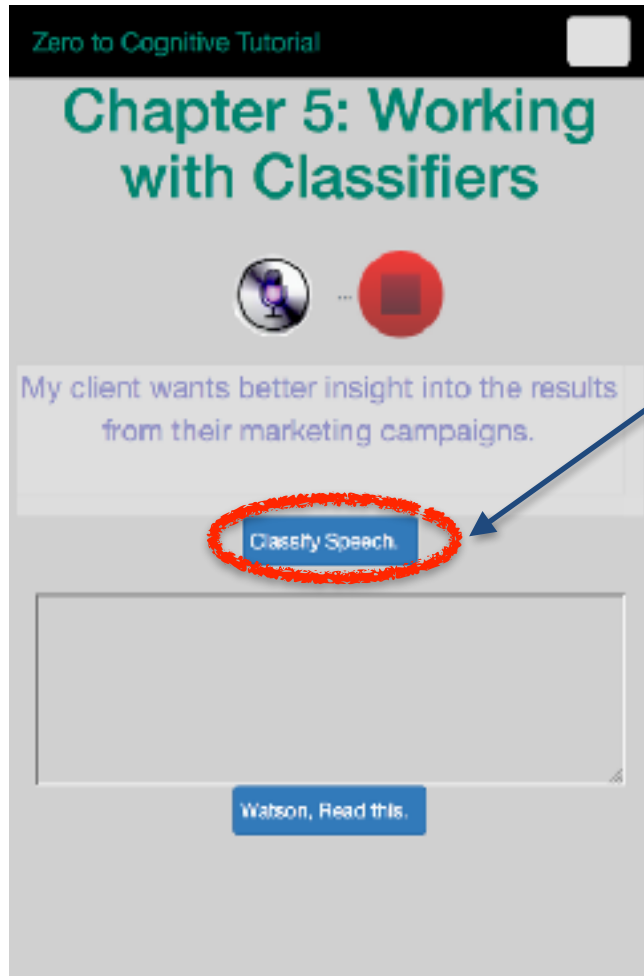 Zero to Cognitive Tutorial
Chapter 5: Working
with Classifiers
...
My client wants better insight into the results
from their marketing campaigns.
Classify Speech.
Watson, Read this.